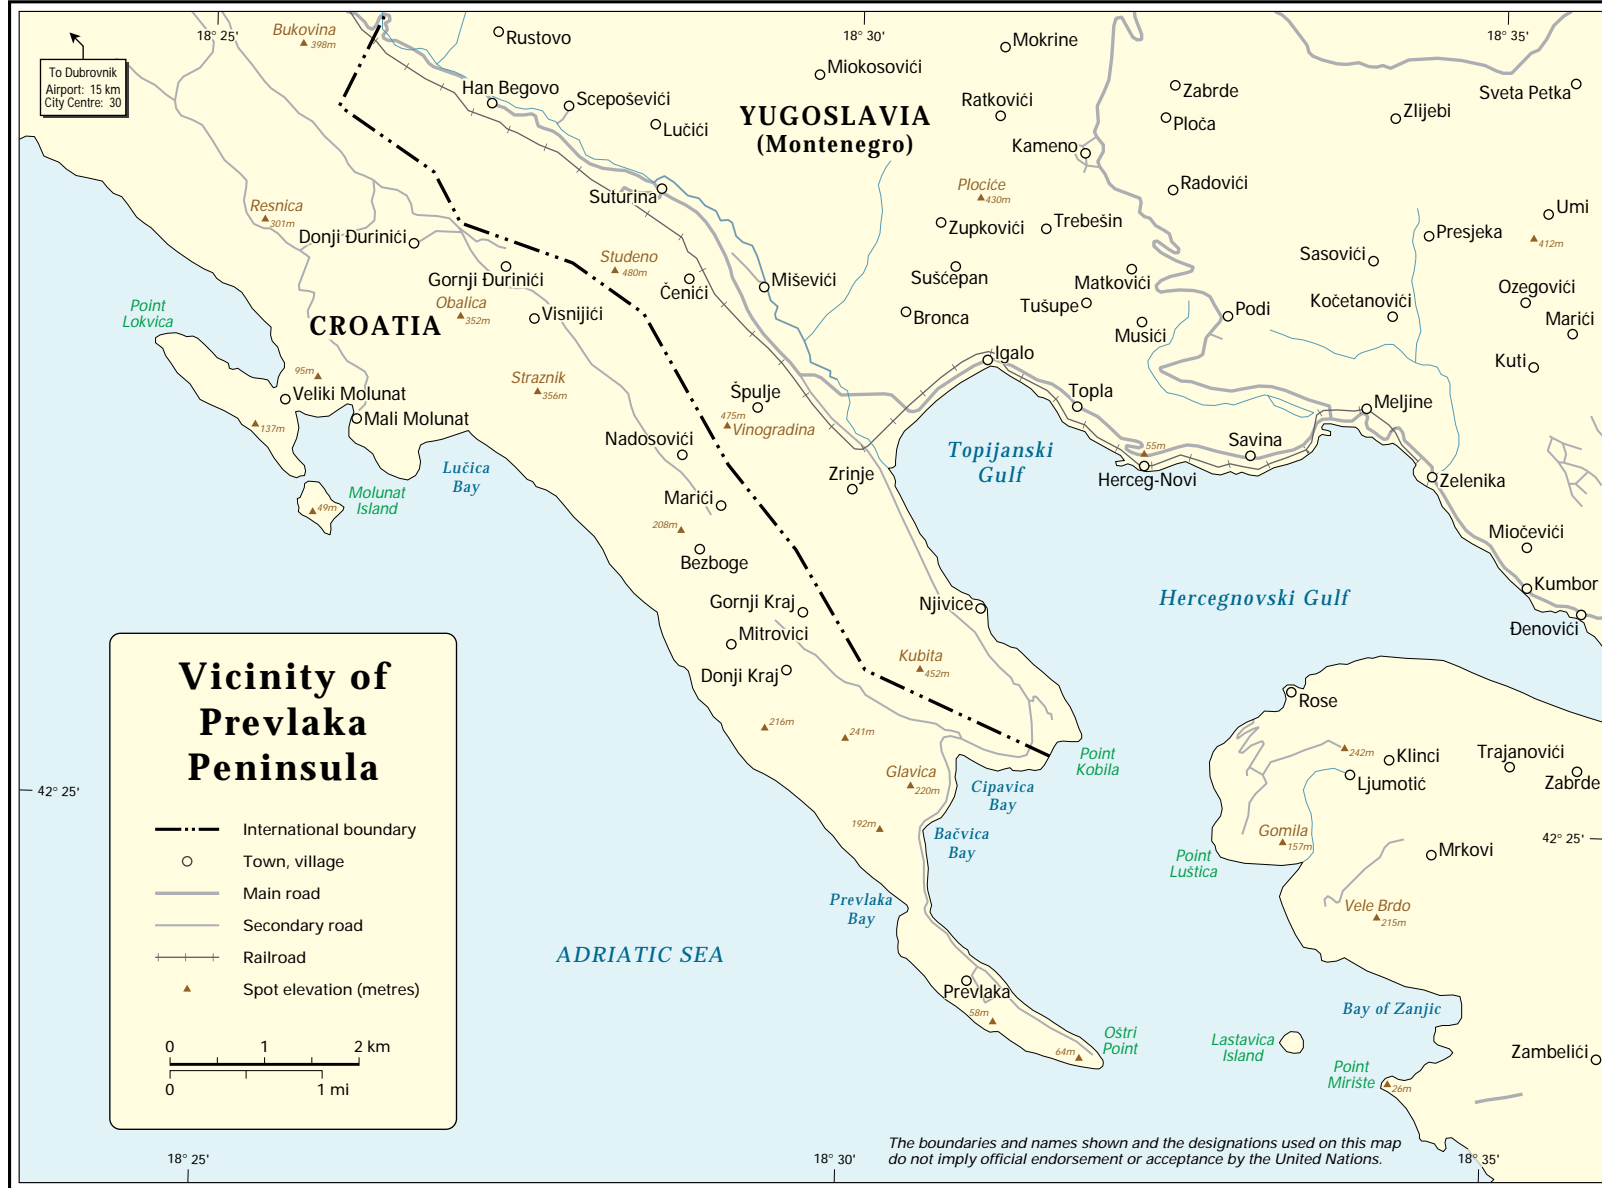 18° 25'
18° 30'
18° 35'
Bukovina
398m
Rustovo
Mokrine
To Dubrovnik
Airport: 15 km
City Centre: 30
Miokosovići
Han Begovo
Scepoševići
Lučići
YUGOSLAVIA
(Montenegro)
Ratkovići
Kameno
Zabrde
Ploča
Zlijebi
Sveta Petka
Resnica
301m
Suturina
Plociće
430m
Radovići
Umi
Donji Đurinići
Zupkovići
Trebešin
Presjeka
412m
Studeno
480m
Sasovići
Gornji Đurinići
Čenići
Miševići
Sušćepan
Matkovići
Ozegovići
Point
Lokvica
Obalica
352m
Visnijići
Bronca
Tušupe
Podi
Kočetanovići
Marići
CROATIA
Musići
Igalo
Kuti
95m
Straznik
356m
Veliki Molunat
Špulje
Topla
Meljine
137m
Mali Molunat
475m
Vinogradina
Nadosovići
Topijanski
Gulf
55m
Savina
Lučica
Bay
Zrinje
Herceg-Novi
Zelenika
Molunat
Island
49m
Marići
208m
Miočevići
Bezboge
Kumbor
Gornji Kraj
Njivice
Hercegnovski Gulf
Đenovići
Mitrovici
Kubita
452m
Donji Kraj
Rose
Vicinity of
Prevlaka
Peninsula
216m
241m
Point
Kobila
242m
Klinci
Trajanovići
Glavica
220m
Cipavica
Bay
Ljumotić
Zabrde
42° 25'
192m
Bačvica
Bay
Gomila
157m
42° 25'
International boundary
Town, village
Main road
Secondary road
Railroad
Spot elevation (metres)
Point
Luštica
Mrkovi
Prevlaka
Bay
Vele Brdo
215m
ADRIATIC SEA
Prevlaka
58m
Bay of Zanjic
0 1 2 km
0 1 mi
64m
Oštri
Point
Lastavica
Island
Zambelići
Point
Mirište
26m
The boundaries and names shown and the designations used on this map
do not imply official endorsement or acceptance by the United Nations.
18° 25'
18° 30'
18° 35'